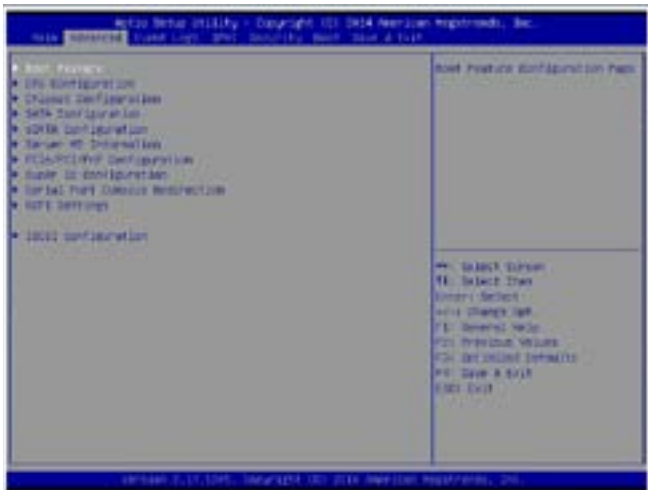 Aptio Setup Utility - Copyright (C) 2014 American Megatrends, Inc.
Main Advanced Event Logs IPMI Security Boot Save & Exit
Boot Feature
CPU Configuration
Chipset Configuration
SATA Configuration
sSATA Configuration
Server ME Information
PCIe/PCI/PnP Configuration
Super IO Configuration
Serial Port Console Redirection
ACPI Settings
iSCSI Configuration
Boot Feature Configuration Page
: Select Screen
: Select Item
Enter: Select
+/-: Change Opt.
F1: General Help
F2: Previous Values
F3: Optimized Defaults
F4: Save & Exit
ESC: Exit
Version 2.17.1245. Copyright (C) 2014 American Megatrends, Inc.